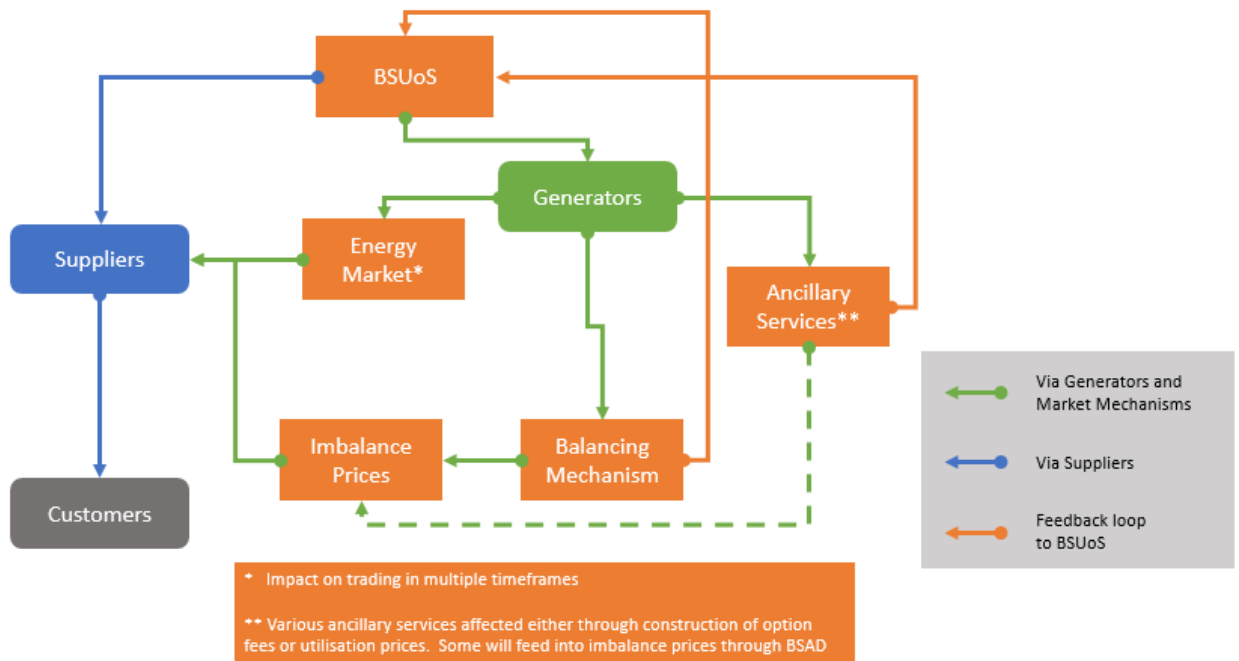 BSUoS
Generators
Suppliers
Energy
Market*
Ancillary
Services**
Imbalance
Prices
Balancing
Mechanism
Customers
Via Generators and
Market Mechanisms
Via Suppliers
Feedback loop
to BSUoS
* Impact on trading in multiple timeframes
** Various ancillary services affected either through construction of option
fees or utilisation prices. Some will feed into imbalance prices through BSAD